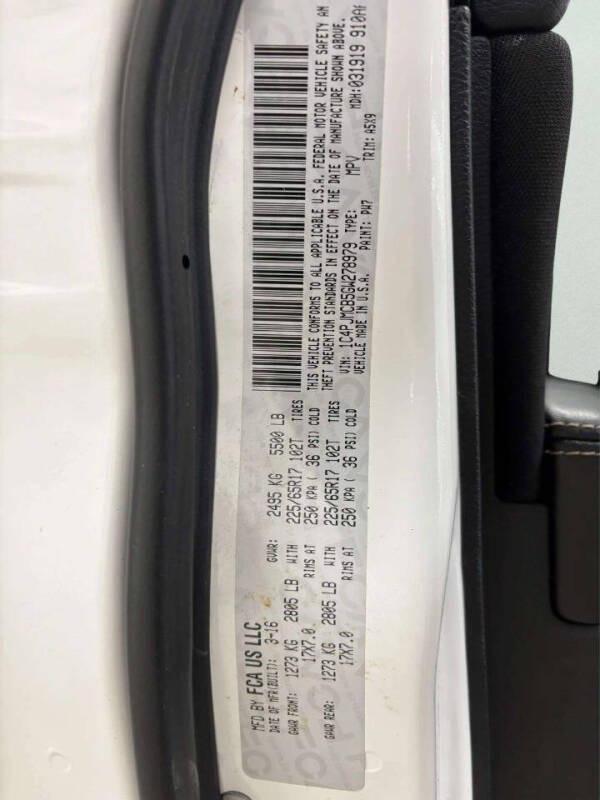 MFD BY FCA US LLC
DATE OF MFR(BUILT): 3-16 GVWR: 2495 KG 5500 LB
GAWR FRONT: 1273 KG 2805 LB WITH 225/65R17 102T TIRES
17X7.0 RIMS AT 250 KPA ( 36 PSI) COLD
GAWR REAR: 1273 KG 2805 LB WITH 225/65R17 102T TIRES
17X7.0 RIMS AT 250 KPA ( 36 PSI) COLD
THIS VEHICLE CONFORMS TO ALL APPLICABLE U.S.A. FEDERAL MOTOR VEHICLE SAFETY AN
THEFT PREVENTION STANDARDS IN EFFECT ON THE DATE OF MANUFACTURE SHOWN ABOVE.
VIN: 1C4PJMCB5GW278979 TYPE: MPV MDH:031919 910A
VEHICLE MADE IN U.S.A. PAINT: PW7 TRIM: A5X9